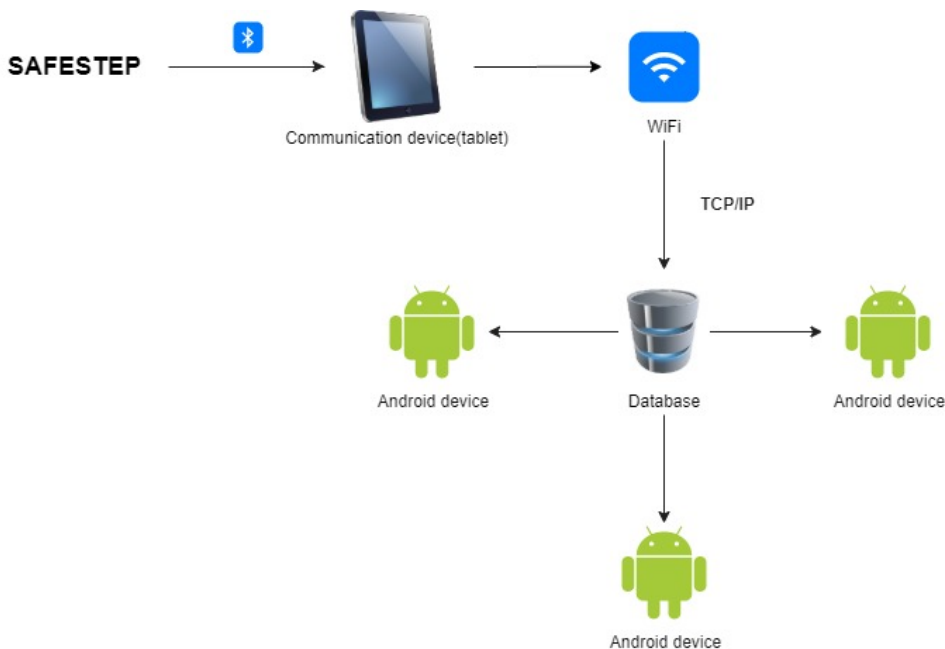 SAFESTEP
Communication device(tablet)
WiFi
TCP/IP
Android device
Database
Android device
Android device